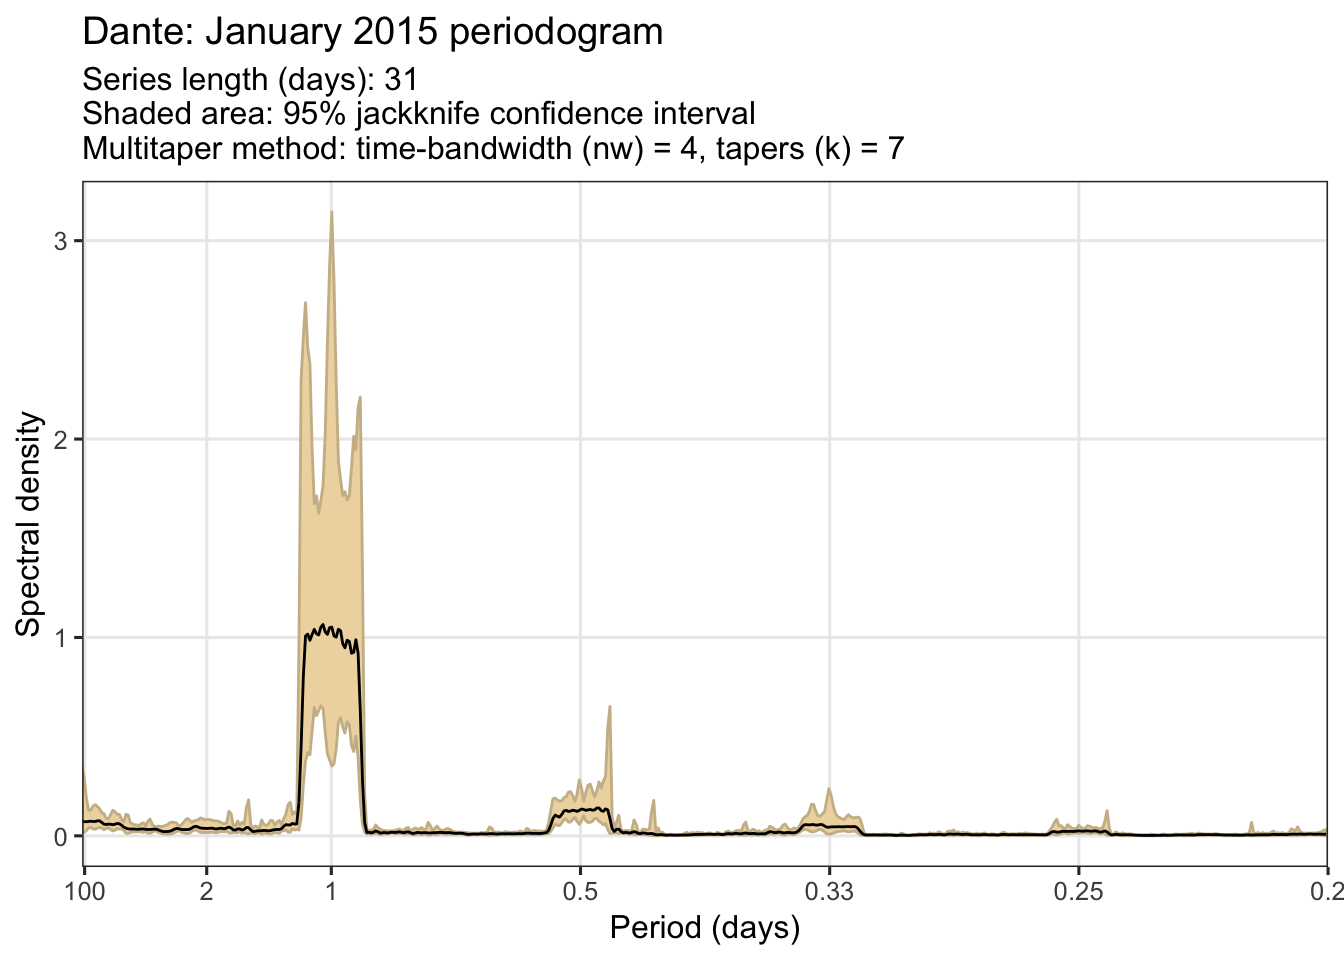 Dante: January 2015 periodogram
Series length (days): 31
Shaded area: 95% jackknife confidence interval
Multitaper method: time-bandwidth (nw) = 4, tapers (k) = 7
3
2
1
0
Spectral density
100 2 1 0.5 0.33 0.25 0.2
Period (days)